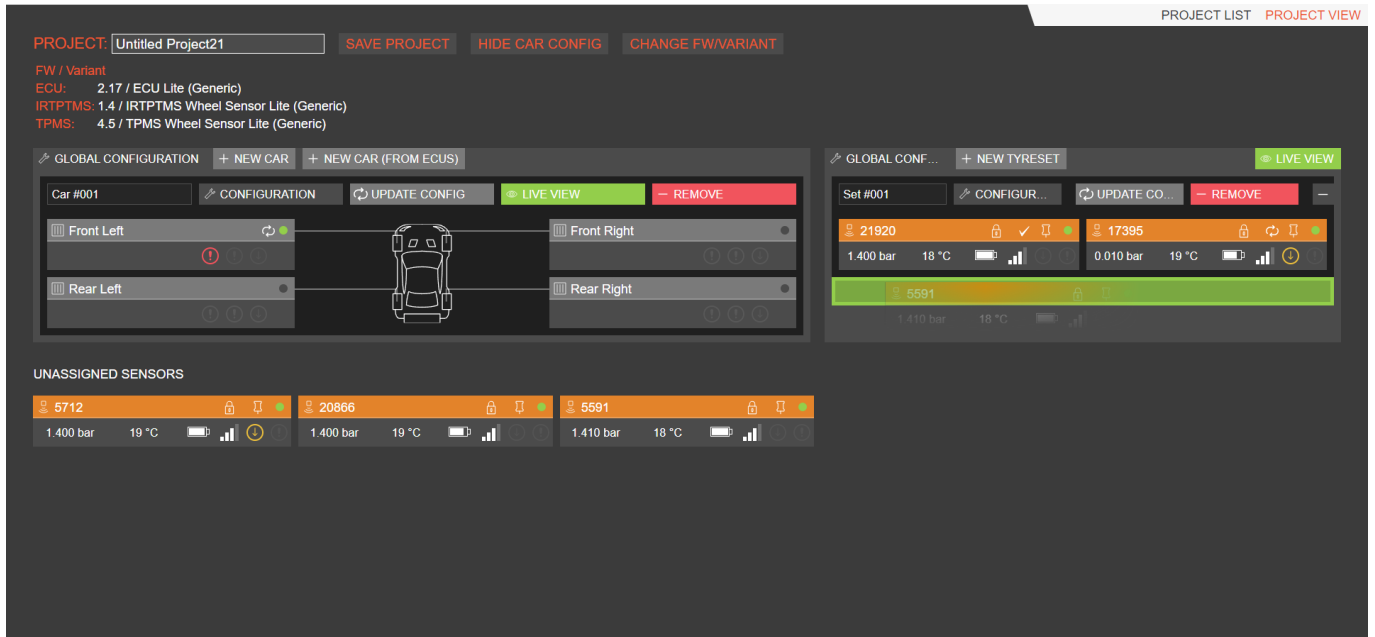 PROJECT LIST PROJECT VIEW
PROJECT: Untitled Project21 SAVE PROJECT HIDE CAR CONFIG CHANGE FW/VARIANT
FW / Variant
ECU: 2.17 / ECU Lite (Generic)
IRTPTMS: 1.4 / IRTPTMS Wheel Sensor Lite (Generic)
TPMS: 4.5 / TPMS Wheel Sensor Lite (Generic)
GLOBAL CONFIGURATION + NEW CAR + NEW CAR (FROM ECUS)
Car #001 CONFIGURATION UPDATE CONFIG LIVE VIEW − REMOVE
Front Left Front Right
Rear Left Rear Right
GLOBAL CONF... + NEW TYRESET LIVE VIEW
Set #001 CONFIGUR... UPDATE CO... − REMOVE −
21920 17395
1.400 bar 18 °C 0.010 bar 19 °C
5591
1.410 bar 18 °C
UNASSIGNED SENSORS
5712 20866 5591
1.400 bar 19 °C 1.400 bar 19 °C 1.410 bar 18 °C